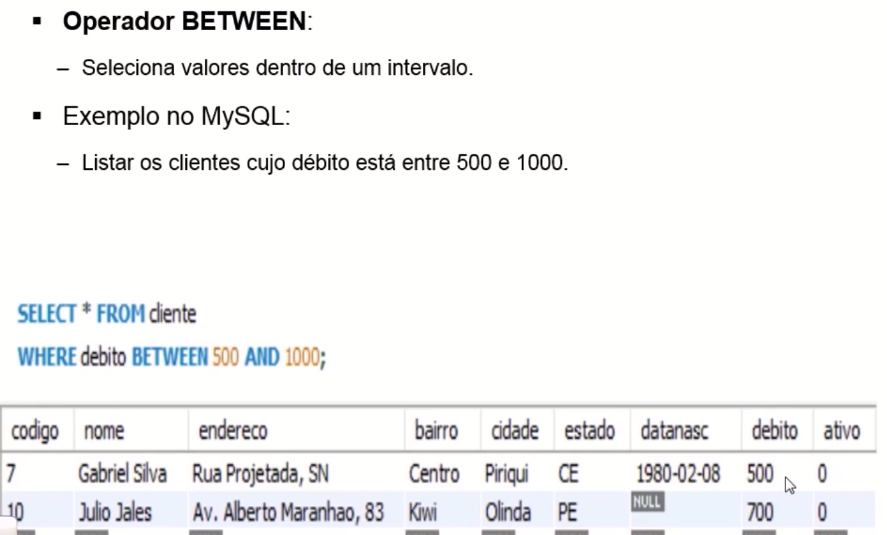 ▪ Operador BETWEEN:
– Seleciona valores dentro de um intervalo.
▪ Exemplo no MySQL:
– Listar os clientes cujo débito está entre 500 e 1000.
SELECT * FROM cliente
WHERE debito BETWEEN 500 AND 1000;
codigo nome endereco bairro cidade estado datanasc debito ativo
7 Gabriel Silva Rua Projetada, SN Centro Piriqui CE 1980-02-08 500 0
10 Julio Jales Av. Alberto Maranhao, 83 Kiwi Olinda PE NULL 700 0